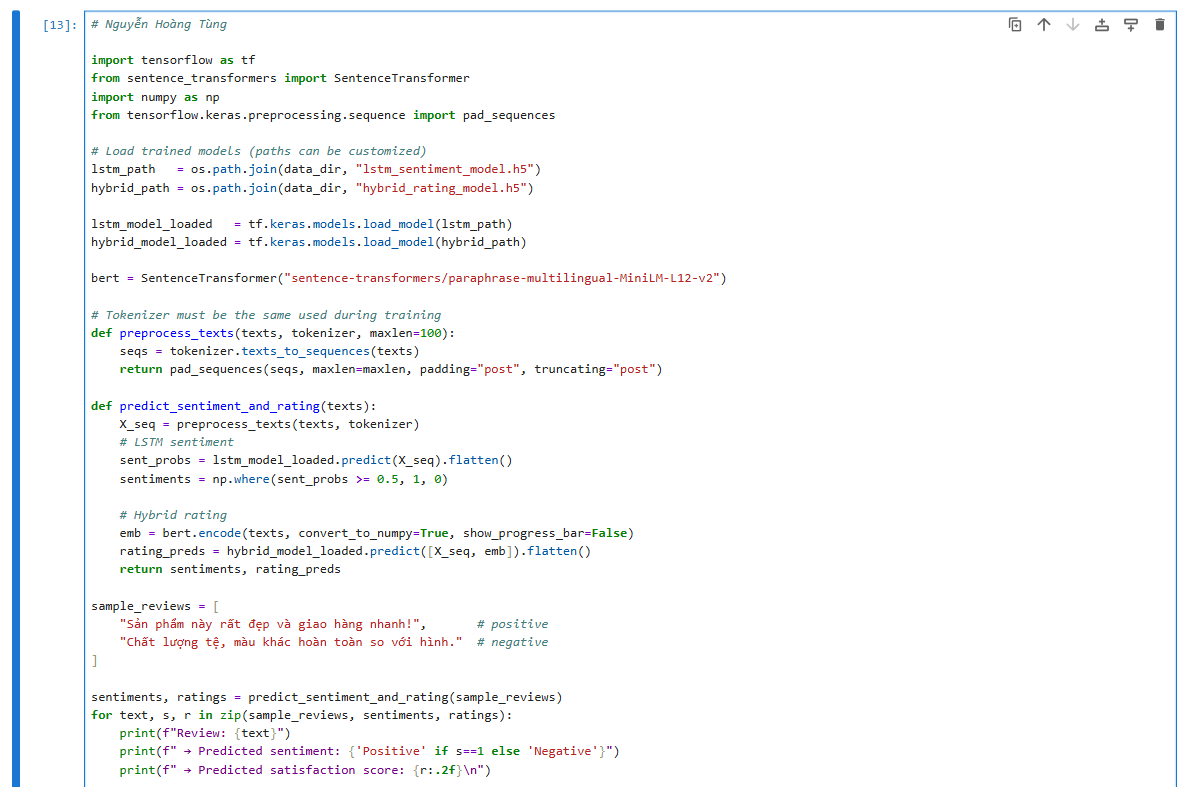 [13]:
# Nguyễn Hoàng Tùng
import tensorflow as tf
from sentence_transformers import SentenceTransformer
import numpy as np
from tensorflow.keras.preprocessing.sequence import pad_sequences
# Load trained models (paths can be customized)
lstm_path   = os.path.join(data_dir, "lstm_sentiment_model.h5")
hybrid_path = os.path.join(data_dir, "hybrid_rating_model.h5")
lstm_model_loaded   = tf.keras.models.load_model(lstm_path)
hybrid_model_loaded = tf.keras.models.load_model(hybrid_path)
bert = SentenceTransformer("sentence-transformers/paraphrase-multilingual-MiniLM-L12-v2")
# Tokenizer must be the same used during training
def preprocess_texts(texts, tokenizer, maxlen=100):
    seqs = tokenizer.texts_to_sequences(texts)
    return pad_sequences(seqs, maxlen=maxlen, padding="post", truncating="post")
def predict_sentiment_and_rating(texts):
    X_seq = preprocess_texts(texts, tokenizer)
    # LSTM sentiment
    sent_probs = lstm_model_loaded.predict(X_seq).flatten()
    sentiments = np.where(sent_probs >= 0.5, 1, 0)
    # Hybrid rating
    emb = bert.encode(texts, convert_to_numpy=True, show_progress_bar=False)
    rating_preds = hybrid_model_loaded.predict([X_seq, emb]).flatten()
    return sentiments, rating_preds
sample_reviews = [
    "Sản phẩm này rất đẹp và giao hàng nhanh!",       # positive
    "Chất lượng tệ, màu khác hoàn toàn so với hình."  # negative
]
sentiments, ratings = predict_sentiment_and_rating(sample_reviews)
for text, s, r in zip(sample_reviews, sentiments, ratings):
    print(f"Review: {text}")
    print(f" → Predicted sentiment: {'Positive' if s==1 else 'Negative'}")
    print(f" → Predicted satisfaction score: {r:.2f}\n")